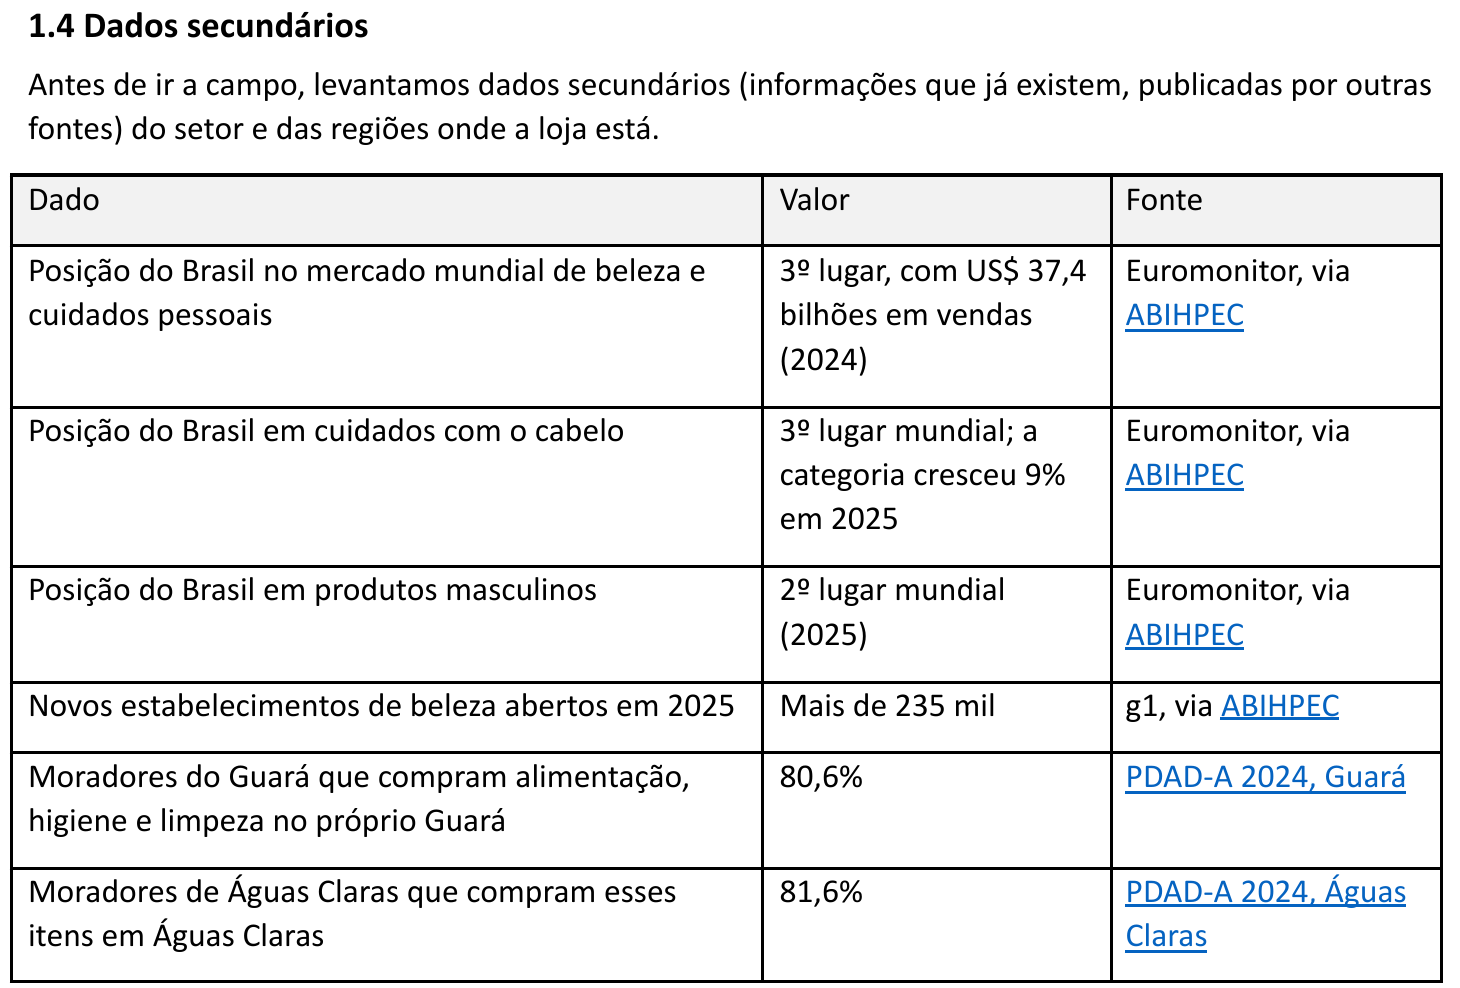 1.4 Dados secundários
Antes de ir a campo, levantamos dados secundários (informações que já existem, publicadas por outras
fontes) do setor e das regiões onde a loja está.
Dado
Valor
Fonte
Posição do Brasil no mercado mundial de beleza e
cuidados pessoais
3º lugar, com US$ 37,4
bilhões em vendas
(2024)
Euromonitor, via
ABIHPEC
Posição do Brasil em cuidados com o cabelo
3º lugar mundial; a
categoria cresceu 9%
em 2025
Euromonitor, via
ABIHPEC
Posição do Brasil em produtos masculinos
2º lugar mundial
(2025)
Euromonitor, via
ABIHPEC
Novos estabelecimentos de beleza abertos em 2025
Mais de 235 mil
g1, via ABIHPEC
Moradores do Guará que compram alimentação,
higiene e limpeza no próprio Guará
80,6%
PDAD-A 2024, Guará
Moradores de Águas Claras que compram esses
itens em Águas Claras
81,6%
PDAD-A 2024, Águas
Claras